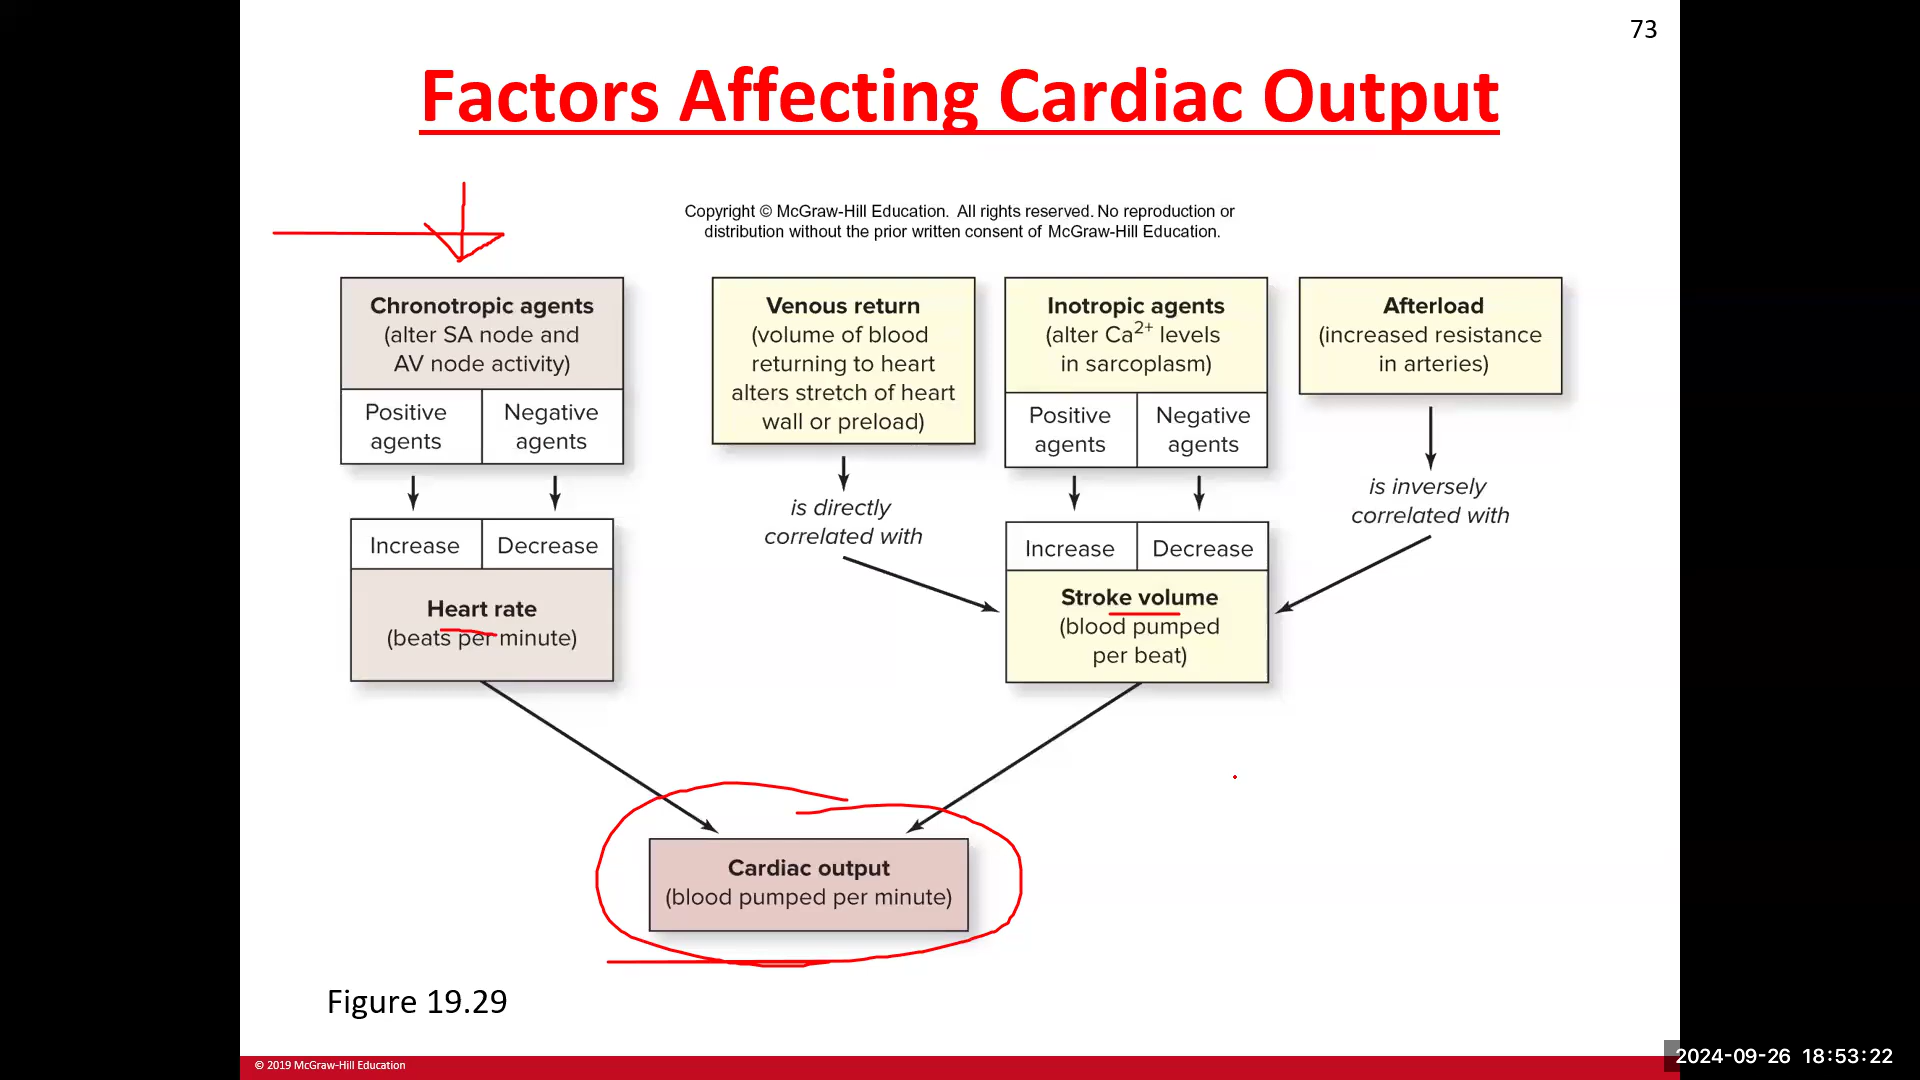 73
Factors Affecting Cardiac Output
Copyright © McGraw-Hill Education. All rights reserved. No reproduction or
distribution without the prior written consent of McGraw-Hill Education.
Chronotropic agents
(alter SA node and
AV node activity)
Positive
agents
Negative
agents
Increase
Decrease
Heart rate
(beats per minute)
Venous return
(volume of blood
returning to heart
alters stretch of heart
wall or preload)
is directly
correlated with
Inotropic agents
(alter Ca²⁺ levels
in sarcoplasm)
Positive
agents
Negative
agents
Increase
Decrease
Stroke volume
(blood pumped
per beat)
Afterload
(increased resistance
in arteries)
is inversely
correlated with
Cardiac output
(blood pumped per minute)
Figure 19.29
© 2019 McGraw-Hill Education
2024-09-26 18:53:22